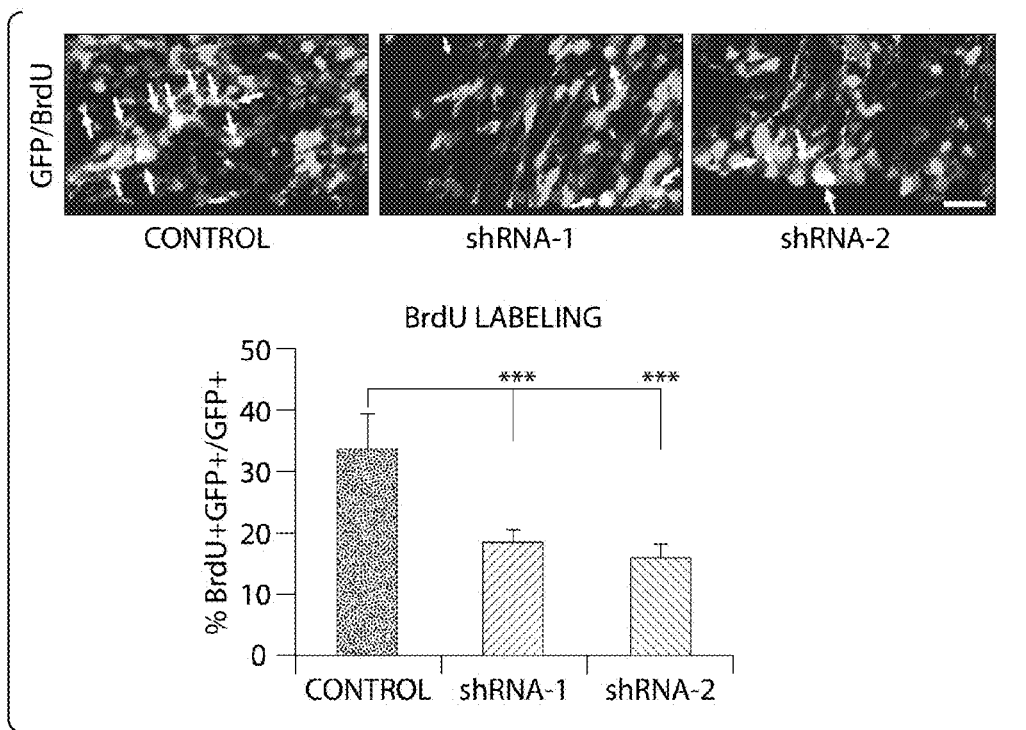 GFP/BrdU
CONTROL
shRNA-1
shRNA-2
BrdU LABELING
% BrdU+GFP+/GFP+
50
40
30
20
10
0
***
***
CONTROL
shRNA-1
shRNA-2